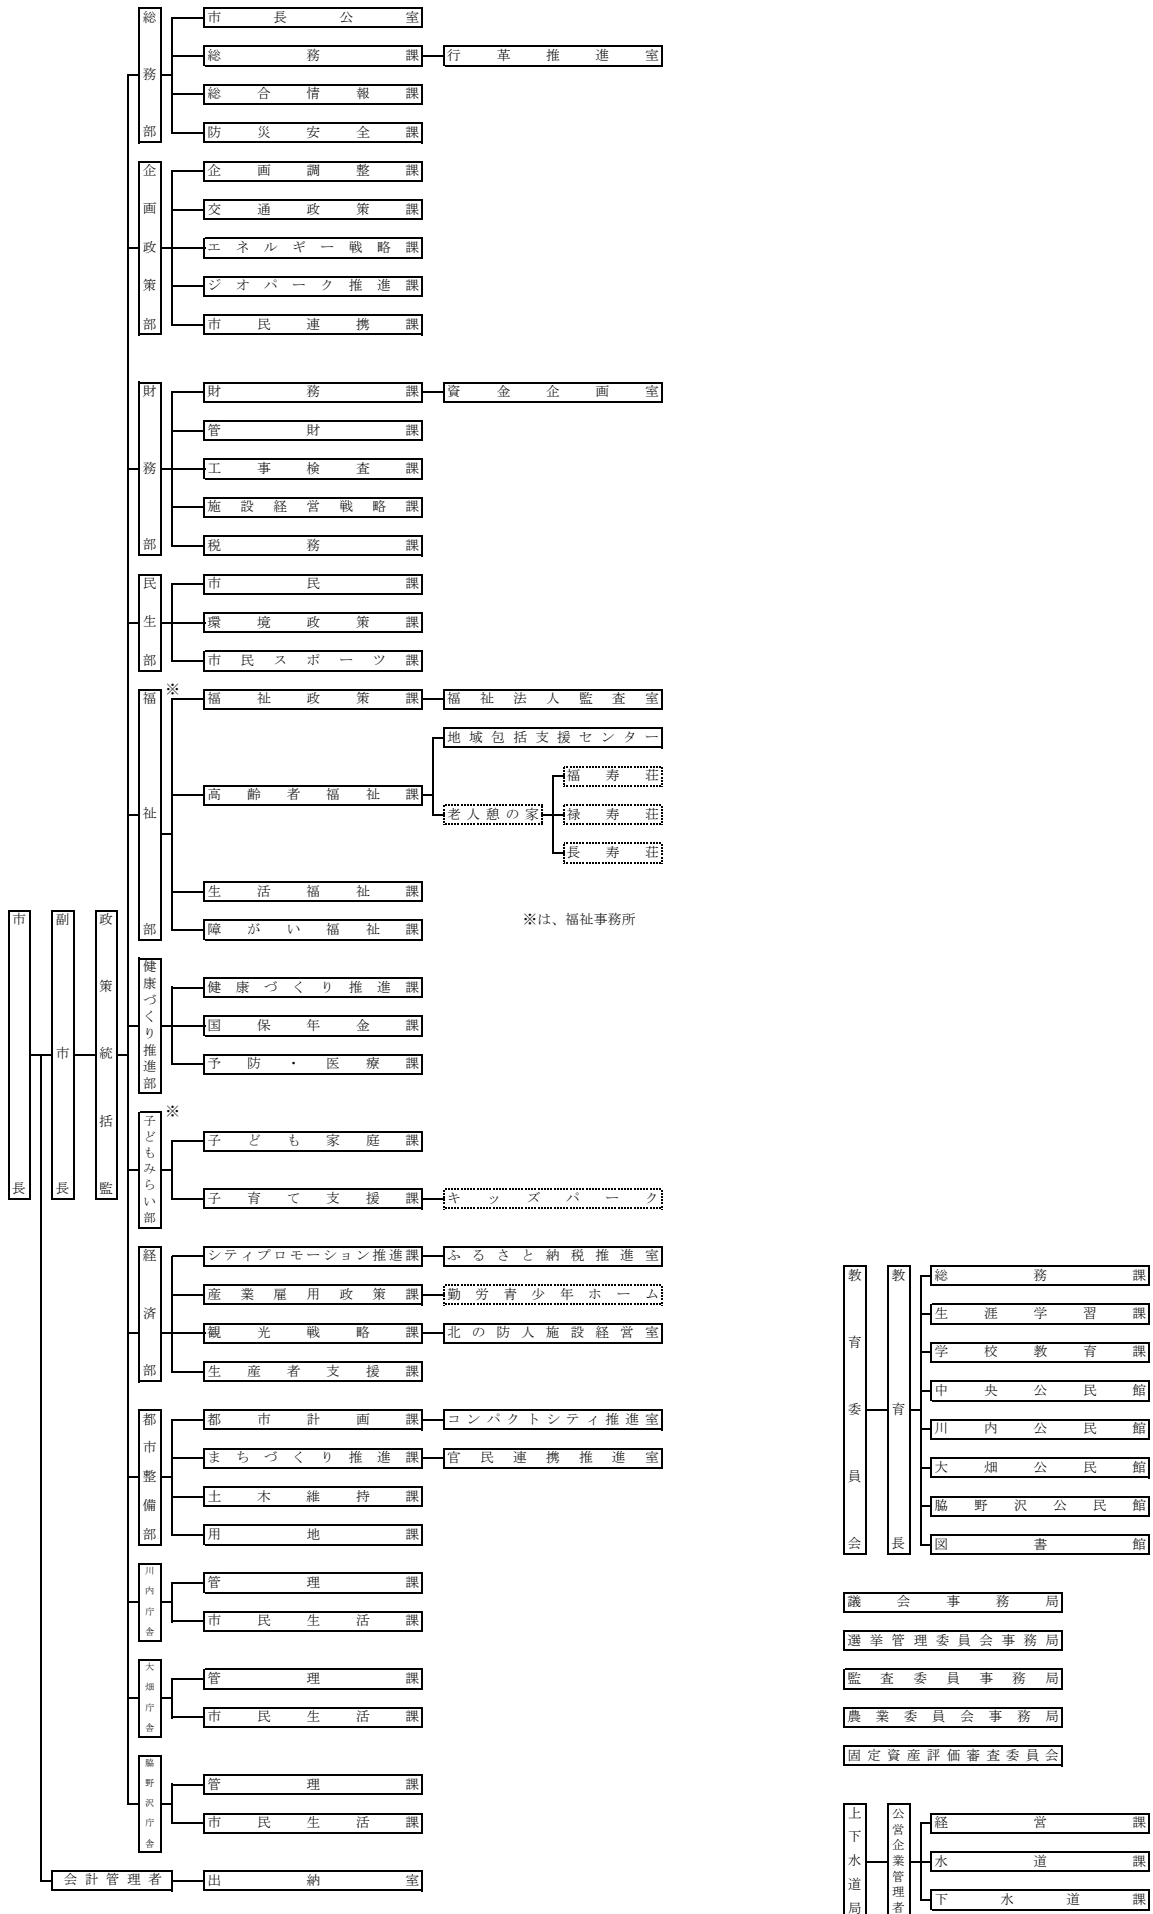 市長
副市長
政策統括監
総務部
市長公室
総務課
行革推進室
総合情報課
防災安全課
企画政策部
企画調整課
交通政策課
エネルギー戦略課
ジオパーク推進課
市民連携課
財務部
財務課
資金企画室
管財課
工事検査課
施設経営戦略課
税務課
民生部
市民課
環境政策課
市民スポーツ課
福祉部
※
福祉政策課
福祉法人監査室
高齢者福祉課
地域包括支援センター
老人憩の家
福寿荘
禄寿荘
長寿荘
生活福祉課
障がい福祉課
※は、福祉事務所
健康づくり推進部
健康づくり推進課
国保年金課
予防・医療課
子どもみらい部
※
子ども家庭課
子育て支援課
キッズパーク
経済部
シティプロモーション推進課
ふるさと納税推進室
産業雇用政策課
勤労青少年ホーム
観光戦略課
北の防人施設経営室
生産者支援課
都市整備部
都市計画課
コンパクトシティ推進室
まちづくり推進課
官民連携推進室
土木維持課
用地課
川内庁舎
管理課
市民生活課
大畑庁舎
管理課
市民生活課
脇野沢庁舎
管理課
市民生活課
会計管理者
出納室
教育委員会
教育長
総務課
生涯学習課
学校教育課
中央公民館
川内公民館
大畑公民館
脇野沢公民館
図書館
議会事務局
選挙管理委員会事務局
監査委員事務局
農業委員会事務局
固定資産評価審査委員会
上下水道局
公営企業管理者
経営課
水道課
下水道課